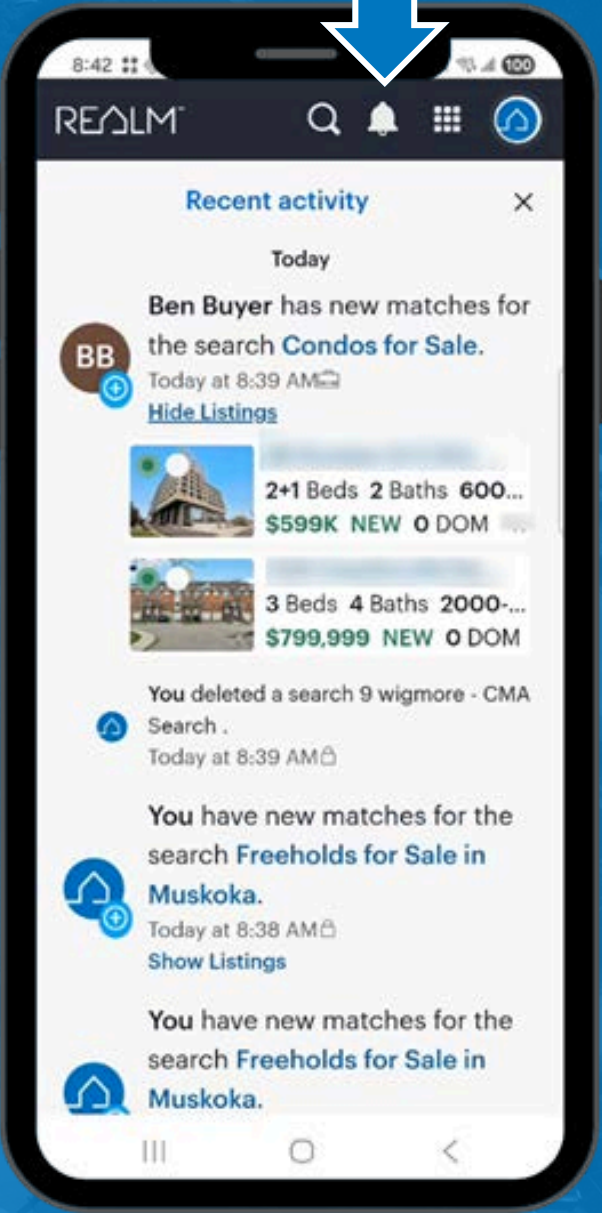 8:42
100
REALM
Recent activity
Today
Ben Buyer has new matches for
the search Condos for Sale.
BB
Today at 8:39 AM
Hide Listings
2+1 Beds 2 Baths 600...
$599K NEW 0 DOM
3 Beds 4 Baths 2000-...
$799,999 NEW 0 DOM
You deleted a search 9 wigmore - CMA
Search .
Today at 8:39 AM
You have new matches for the
search Freeholds for Sale in
Muskoka.
Today at 8:38 AM
Show Listings
You have new matches for the
search Freeholds for Sale in
Muskoka.